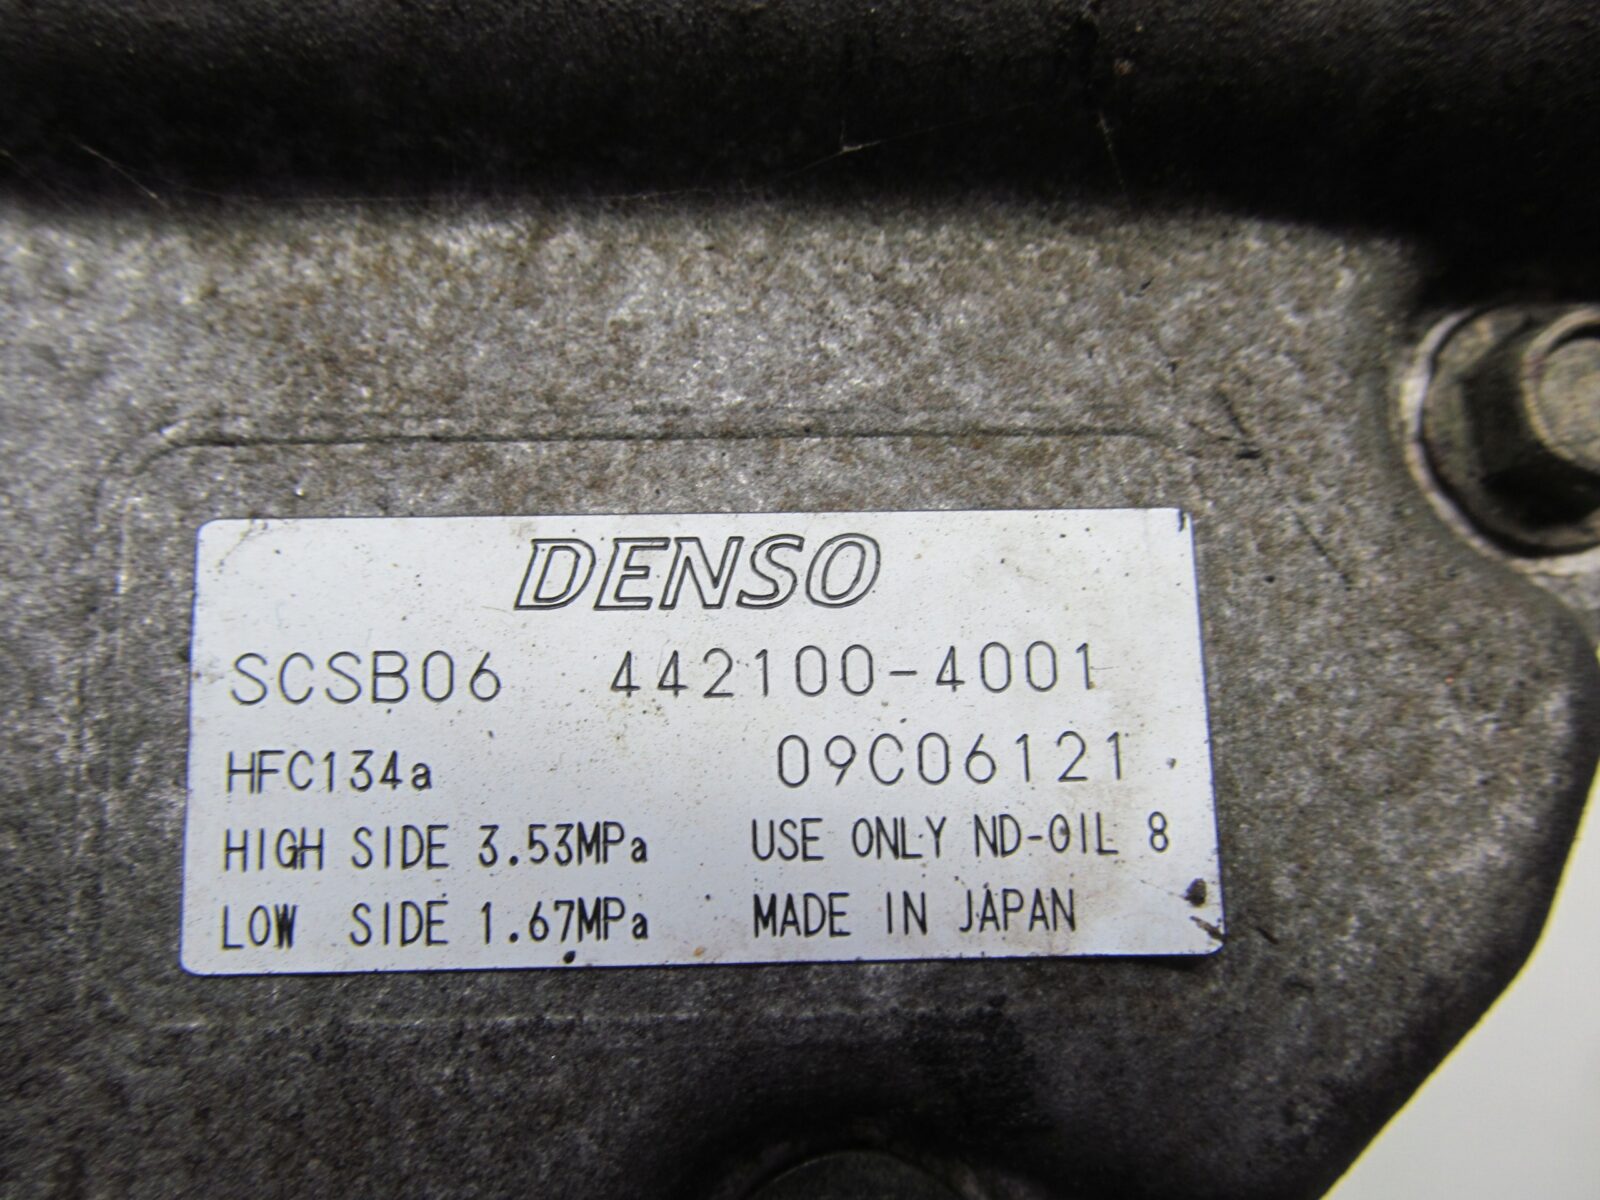 DENSO
SCSB06 442100-4001
HFC134a 09C06121
HIGH SIDE 3.53MPa USE ONLY ND-OIL 8
LOW SIDE 1.67MPa MADE IN JAPAN